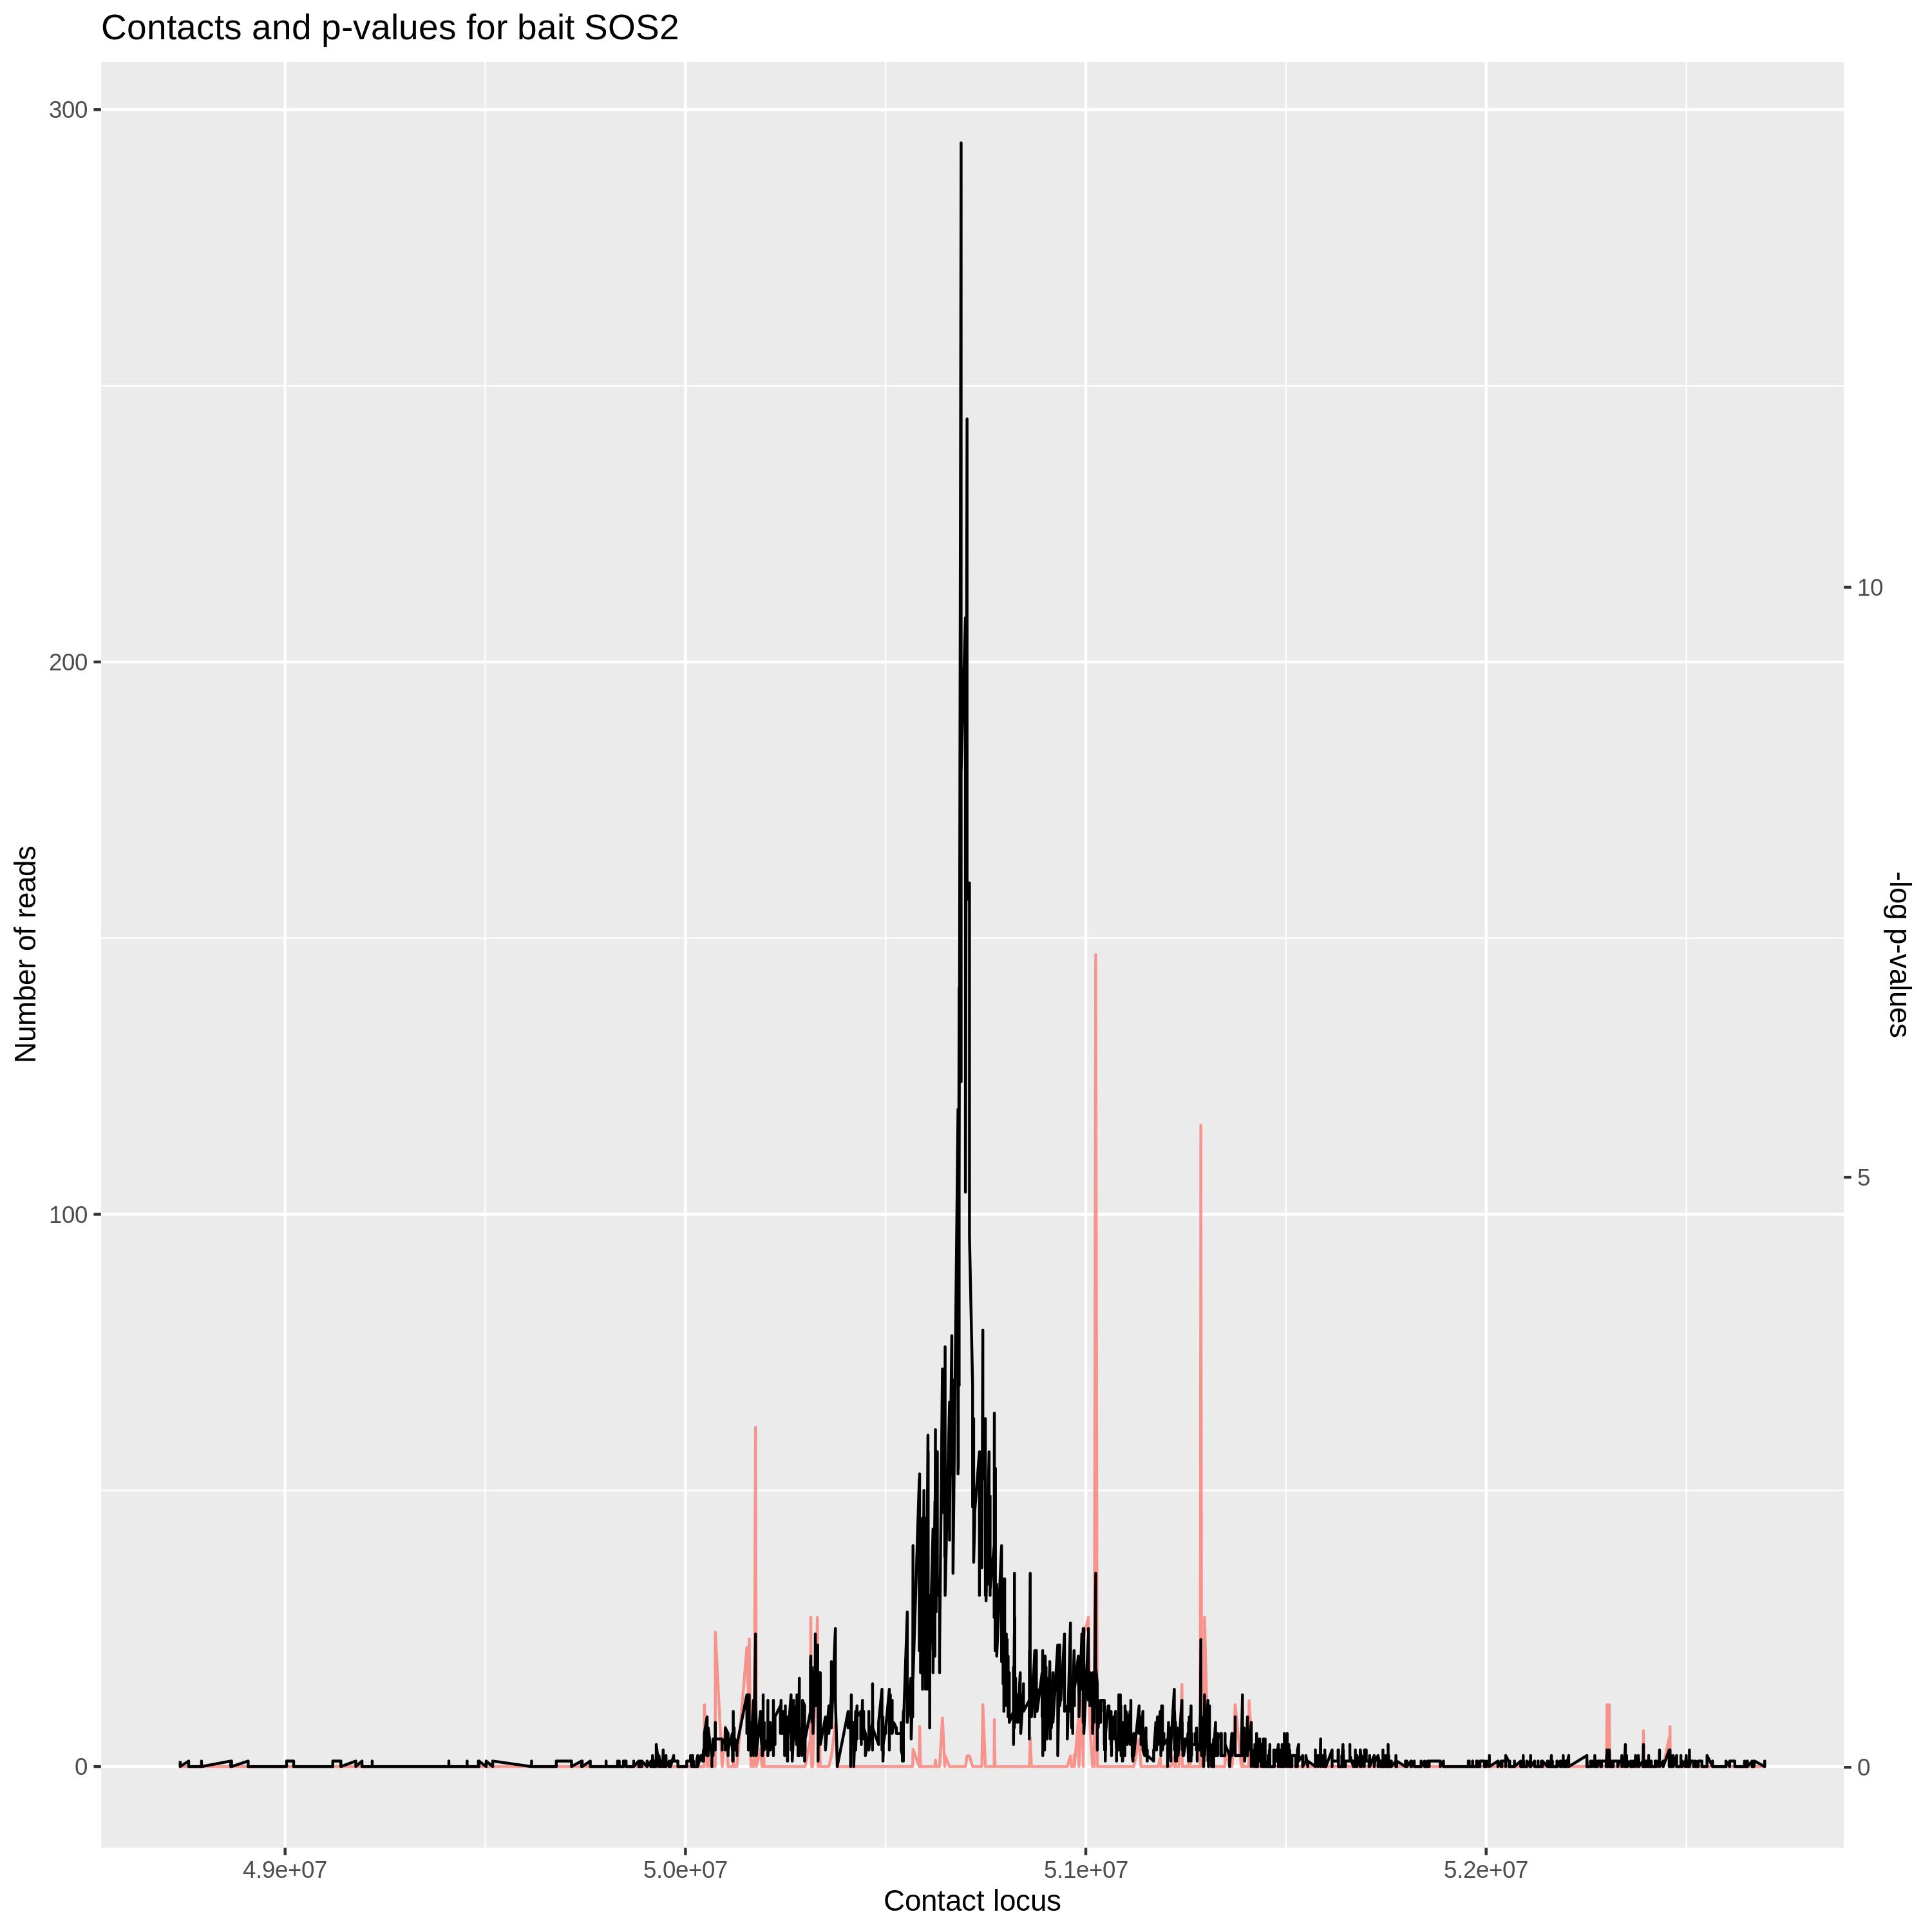 Contacts and p-values for bait SOS2
300
200
100
0
Number of reads
10
5
0
-log p-values
4.9e+07 5.0e+07 5.1e+07 5.2e+07
Contact locus